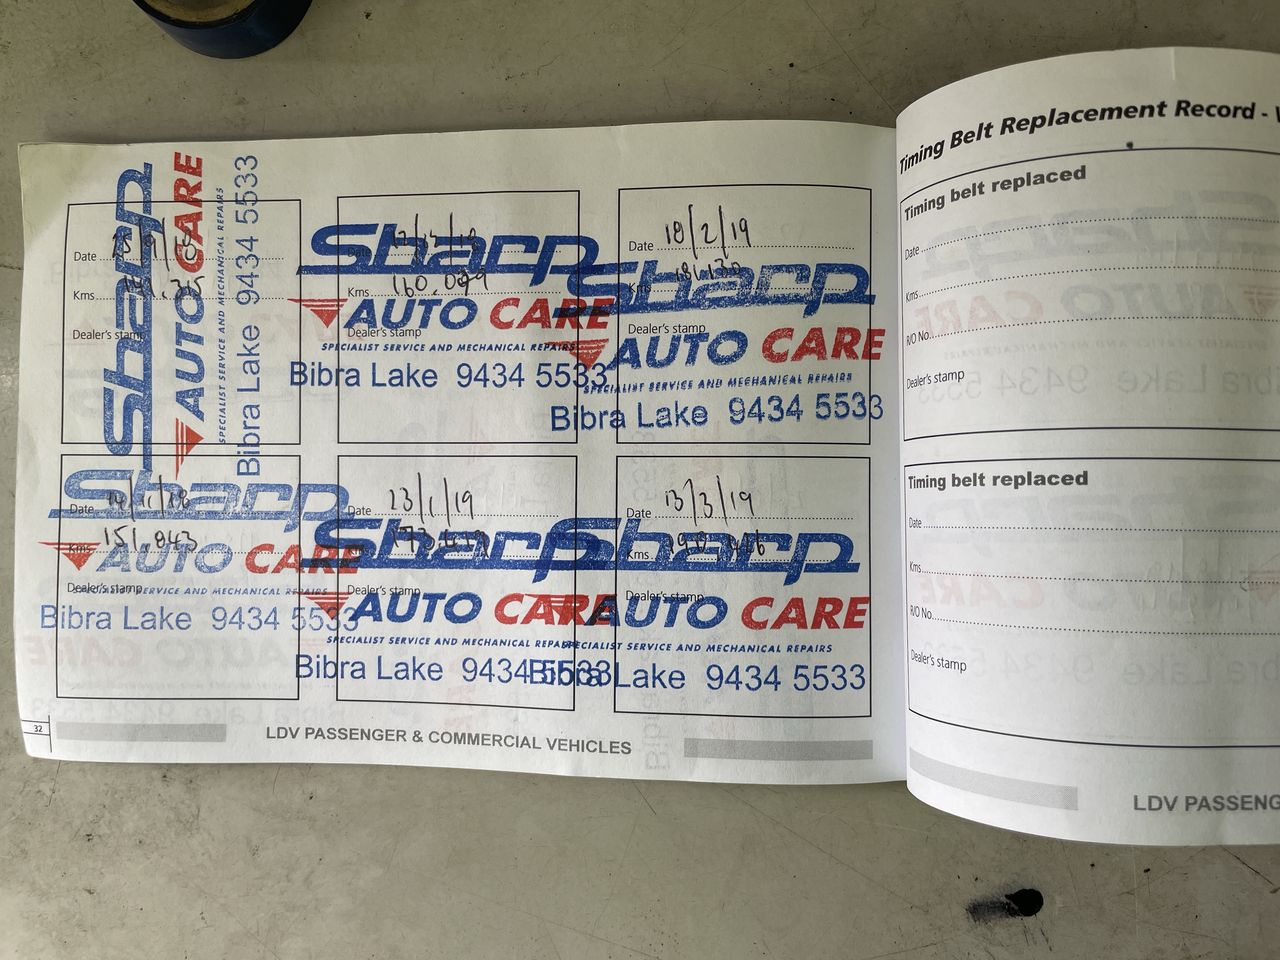 Date
Kms
Dealer's stamp
Sharp
AUTO CARE
SPECIALIST SERVICE AND MECHANICAL REPAIRS
Bibra Lake 9434 5533
Sharp
Kms 160.099
AUTO CARE
Dealer's stamp
SPECIALIST SERVICE AND MECHANICAL REPAIRS
Bibra Lake 9434 5533
Date 18/2/19
Sharp
Dealer's stamp
AUTO CARE
SPECIALIST SERVICE AND MECHANICAL REPAIRS
Bibra Lake 9434 5533
Sharp
Date 14/11/18
Kms 151.843
AUTO CARE
Dealer's stamp
SPECIALIST SERVICE AND MECHANICAL REPAIRS
Bibra Lake 9434 5533
Date 23/1/19
Sharp
Dealer's stamp
AUTO CARE
SPECIALIST SERVICE AND MECHANICAL REPAIRS
Bibra Lake 9434 5533
Date 13/3/19
Sharp
Kms
Dealer's stamp
AUTO CARE
SPECIALIST SERVICE AND MECHANICAL REPAIRS
Bibra Lake 9434 5533
32
LDV PASSENGER & COMMERCIAL VEHICLES
Timing Belt Replacement Record -
Timing belt replaced
Date
Kms
R/O No.
Dealer's stamp
Timing belt replaced
Date
Kms
R/O No.
Dealer's stamp
LDV PASSENG